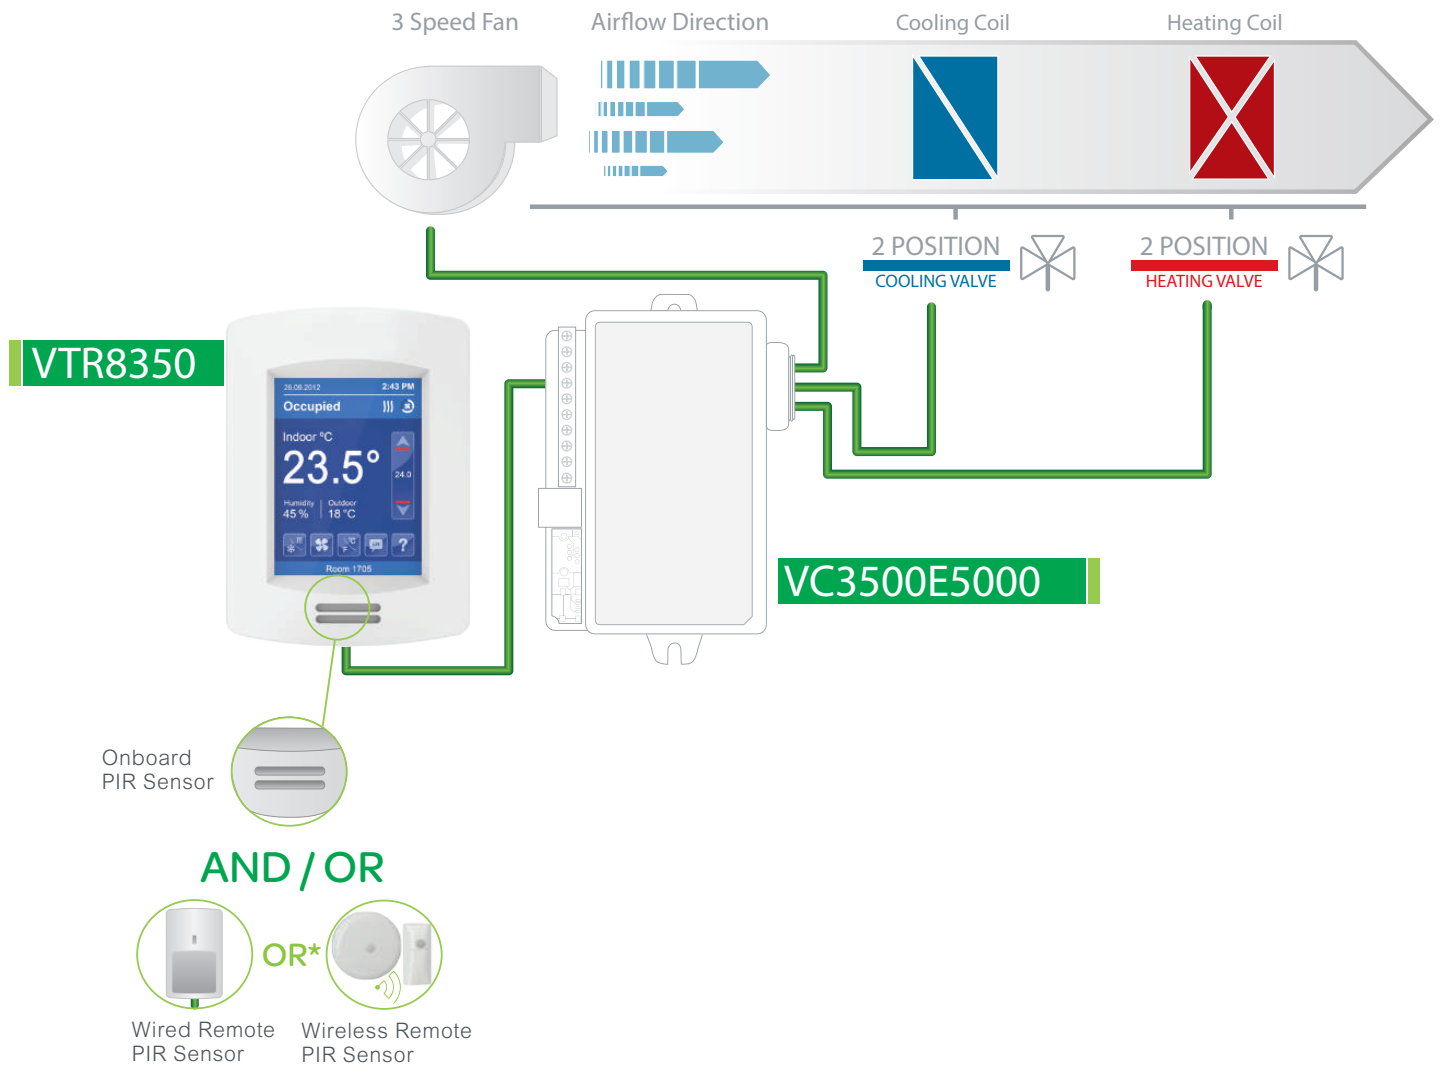 3 Speed Fan
Airflow Direction
Cooling Coil
Heating Coil
2 POSITION
COOLING VALVE
2 POSITION
HEATING VALVE
VTR8350
26.06.2012 2:43 PM
Occupied
Indoor °C
23.5°
24.0
Humidity Outdoor
45 % 18 °C
°C
F
?
Room 1705
VC3500E5000
Onboard
PIR Sensor
AND / OR
OR*
Wired Remote
PIR Sensor
Wireless Remote
PIR Sensor